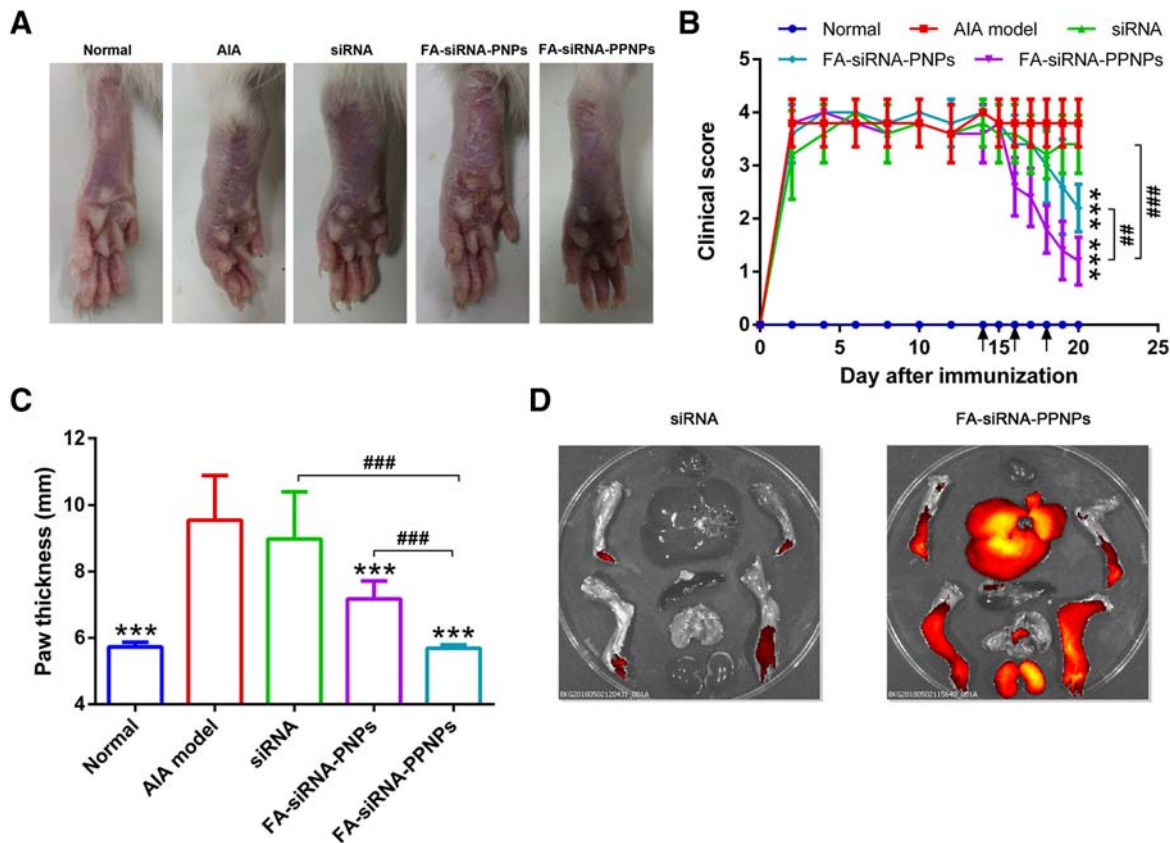 A
Normal
AIA
siRNA
FA-siRNA-PNPs
FA-siRNA-PPNPs
B
Normal
AIA model
siRNA
FA-siRNA-PNPs
FA-siRNA-PPNPs
Clinical score
5
4
3
2
1
0
0
5
10
15
20
25
Day after immunization
***
***
##
###
C
Paw thickness (mm)
12
10
8
6
4
###
###
***
***
***
Normal
AIA model
siRNA
FA-siRNA-PNPs
FA-siRNA-PPNPs
D
siRNA
FA-siRNA-PPNPs